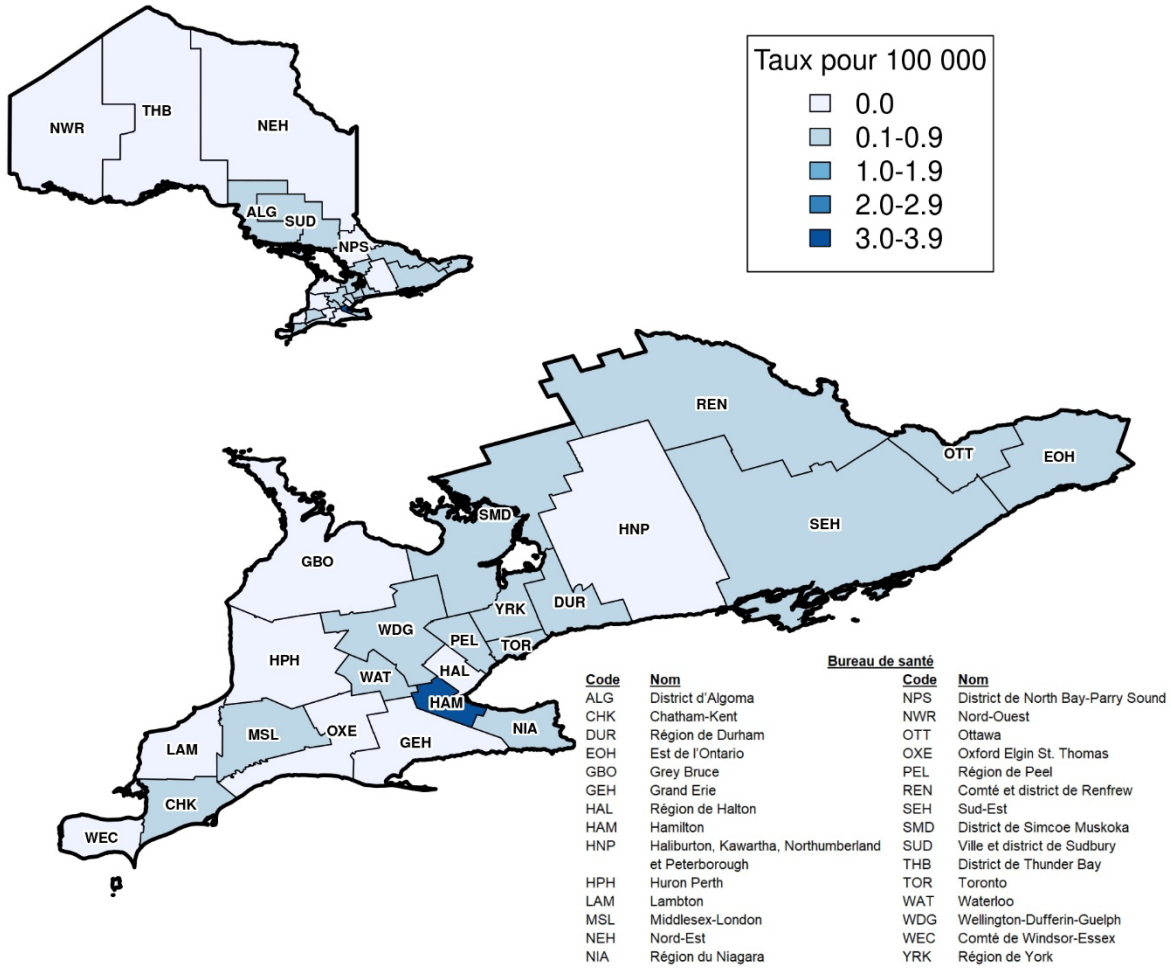 Taux pour 100 000
0.0
0.1-0.9
1.0-1.9
2.0-2.9
3.0-3.9
NWR
THB
NEH
ALG
SUD
NPS
REN
OTT
EOH
SMD
HNP
SEH
GBO
YRK
DUR
WDG
PEL
TOR
HPH
WAT
HAL
HAM
MSL
OXE
NIA
LAM
GEH
CHK
WEC
Bureau de santé
Code Nom
ALG District d'Algoma
CHK Chatham-Kent
DUR Région de Durham
EOH Est de l'Ontario
GBO Grey Bruce
GEH Grand Erie
HAL Région de Halton
HAM Hamilton
HNP Haliburton, Kawartha, Northumberland
et Peterborough
HPH Huron Perth
LAM Lambton
MSL Middlesex-London
NEH Nord-Est
NIA Région du Niagara
Code Nom
NPS District de North Bay-Parry Sound
NWR Nord-Ouest
OTT Ottawa
OXE Oxford Elgin St. Thomas
PEL Région de Peel
REN Comté et district de Renfrew
SEH Sud-Est
SMD District de Simcoe Muskoka
SUD Ville et district de Sudbury
THB District de Thunder Bay
TOR Toronto
WAT Waterloo
WDG Wellington-Dufferin-Guelph
WEC Comté de Windsor-Essex
YRK Région de York